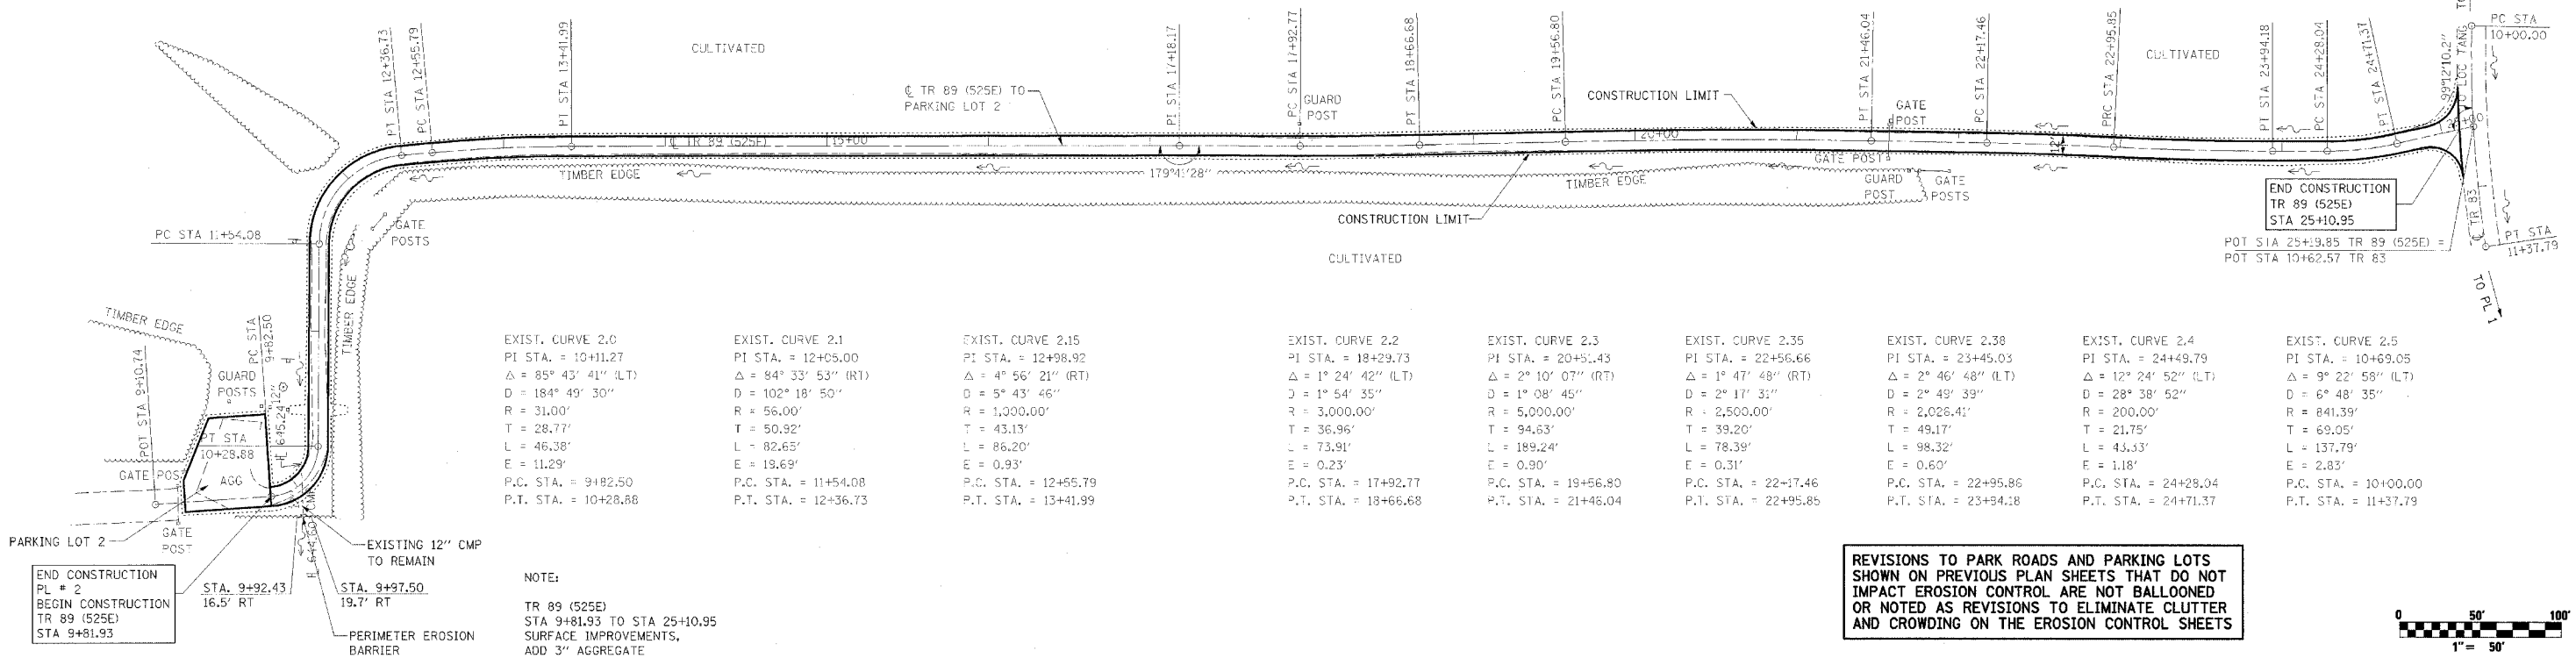 PT STA 12+36.73
PC STA 12+55.79
PT STA 13+41.99
CULTIVATED
℄ TR 89 (525E) TO
PARKING LOT 2
PI STA 17+18.17
PC STA 17+92.77
GUARD
POST
PT STA 18+66.68
PC STA 19+56.80
CONSTRUCTION LIMIT
PT STA 21+46.04
GATE
POST
PC STA 22+17.46
PRC STA 22+95.85
CULTIVATED
PT STA 23+94.18
PC STA 24+28.04
PT STA 24+71.37
99°12'10.2"
LOC TANG
PC STA
10+00.00
℄ TR 89 (525E)
15+00
20+00
12'
TIMBER EDGE
179°41'28"
TIMBER EDGE
GATE POST
GUARD
POST
GATE
POSTS
CONSTRUCTION LIMIT
CULTIVATED
END CONSTRUCTION
TR 89 (525E)
STA 25+10.95
POT STA 25+19.85 TR 89 (525E) =
POT STA 10+62.57 TR 83
℄ TR 83
PT STA
11+37.79
TO PL 1
PC STA 11+54.08
GATE
POSTS
TIMBER EDGE
TIMBER EDGE
POT STA 9+10.74
PC STA
9+82.50
GUARD
POSTS
12"
645.24
PT STA
10+28.88
GATE POST
AGG
PARKING LOT 2
GATE
POST
644.60
EXISTING 12" CMP
TO REMAIN
END CONSTRUCTION
PL # 2
BEGIN CONSTRUCTION
TR 89 (525E)
STA 9+81.93
STA. 9+92.43
16.5' RT
STA. 9+97.50
19.7' RT
PERIMETER EROSION
BARRIER
EXIST. CURVE 2.0
PI STA. = 10+11.27
Δ = 85° 43' 41" (LT)
D = 184° 49' 30"
R = 31.00'
T = 28.77'
L = 46.38'
E = 11.29'
P.C. STA. = 9+82.50
P.T. STA. = 10+28.88
EXIST. CURVE 2.1
PI STA. = 12+05.00
Δ = 84° 33' 53" (RT)
D = 102° 18' 50"
R = 56.00'
T = 50.92'
L = 82.65'
E = 19.69'
P.C. STA. = 11+54.08
P.T. STA. = 12+36.73
EXIST. CURVE 2.15
PI STA. = 12+98.92
Δ = 4° 56' 21" (RT)
D = 5° 43' 46"
R = 1,000.00'
T = 43.13'
L = 86.20'
E = 0.93'
P.C. STA. = 12+55.79
P.T. STA. = 13+41.99
EXIST. CURVE 2.2
PI STA. = 18+29.73
Δ = 1° 24' 42" (LT)
D = 1° 54' 35"
R = 3,000.00'
T = 36.96'
L = 73.91'
E = 0.23'
P.C. STA. = 17+92.77
P.T. STA. = 18+66.68
EXIST. CURVE 2.3
PI STA. = 20+51.43
Δ = 2° 10' 07" (RT)
D = 1° 08' 45"
R = 5,000.00'
T = 94.63'
L = 189.24'
E = 0.90'
P.C. STA. = 19+56.80
P.T. STA. = 21+46.04
EXIST. CURVE 2.35
PI STA. = 22+56.66
Δ = 1° 47' 48" (RT)
D = 2° 17' 31"
R = 2,500.00'
T = 39.20'
L = 78.39'
E = 0.31'
P.C. STA. = 22+17.46
P.T. STA. = 22+95.85
EXIST. CURVE 2.38
PI STA. = 23+45.03
Δ = 2° 46' 48" (LT)
D = 2° 49' 39"
R = 2,026.41'
T = 49.17'
L = 98.32'
E = 0.60'
P.C. STA. = 22+95.86
P.T. STA. = 23+94.18
EXIST. CURVE 2.4
PI STA. = 24+49.79
Δ = 12° 24' 52" (LT)
D = 28° 38' 52"
R = 200.00'
T = 21.75'
L = 43.33'
E = 1.18'
P.C. STA. = 24+28.04
P.T. STA. = 24+71.37
EXIST. CURVE 2.5
PI STA. = 10+69.05
Δ = 9° 22' 58" (LT)
D = 6° 48' 35"
R = 841.39'
T = 69.05'
L = 137.79'
E = 2.83'
P.C. STA. = 10+00.00
P.T. STA. = 11+37.79
NOTE:
TR 89 (525E)
STA 9+81.93 TO STA 25+10.95
SURFACE IMPROVEMENTS,
ADD 3" AGGREGATE
REVISIONS TO PARK ROADS AND PARKING LOTS
SHOWN ON PREVIOUS PLAN SHEETS THAT DO NOT
IMPACT EROSION CONTROL ARE NOT BALLOONED
OR NOTED AS REVISIONS TO ELIMINATE CLUTTER
AND CROWDING ON THE EROSION CONTROL SHEETS
0 50' 100'
1" = 50'